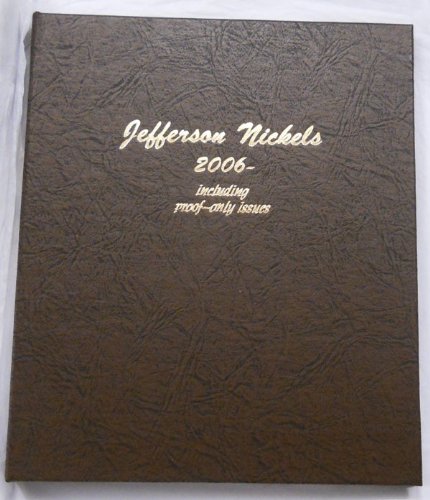 Jefferson Nickels
2006-
including
proof-only issues